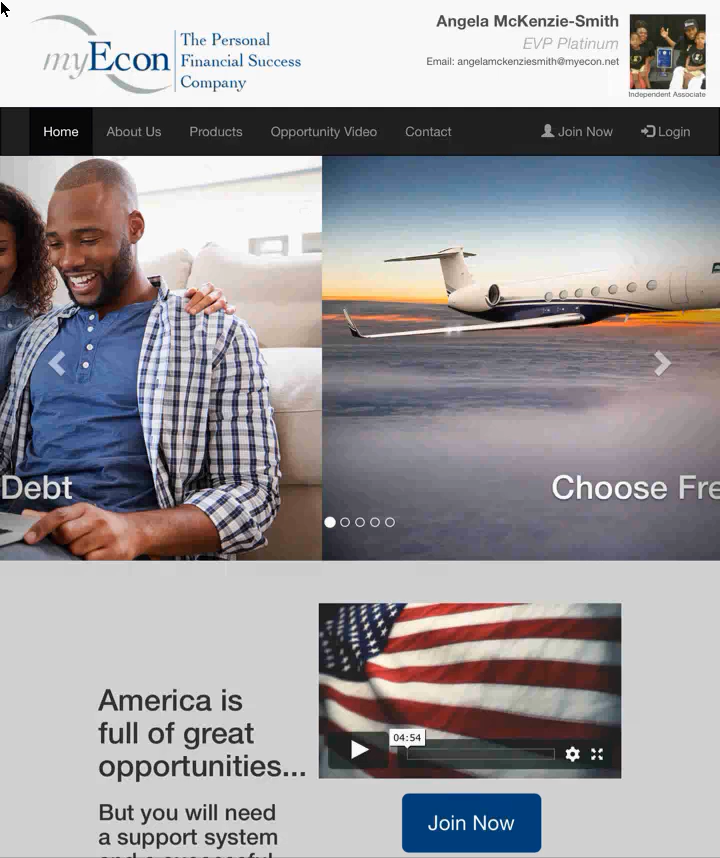 myEcon
The Personal
Financial Success
Company
Angela McKenzie-Smith
EVP Platinum
Email: angelamckenziesmith@myecon.net
Independent Associate
Home About Us Products Opportunity Video Contact Join Now Login
Debt
Choose Fre
04:54
America is
full of great
opportunities...
But you will need
a support system
and a successful
Join Now